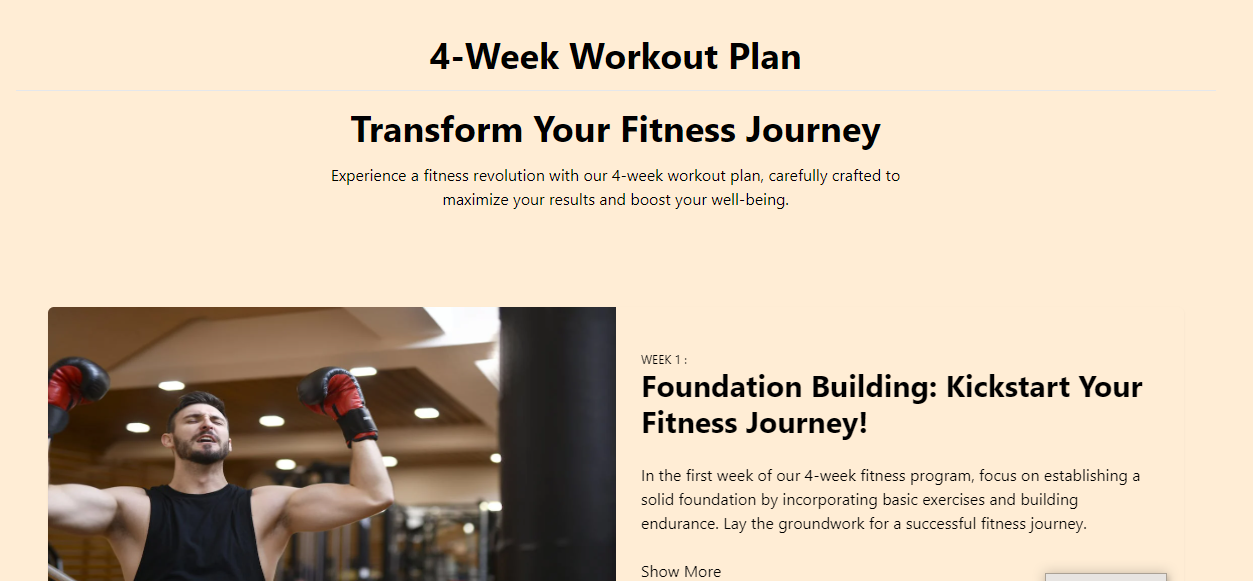 4-Week Workout Plan
Transform Your Fitness Journey
Experience a fitness revolution with our 4-week workout plan, carefully crafted to
maximize your results and boost your well-being.
WEEK 1 :
Foundation Building: Kickstart Your
Fitness Journey!
In the first week of our 4-week fitness program, focus on establishing a
solid foundation by incorporating basic exercises and building
endurance. Lay the groundwork for a successful fitness journey.
Show More